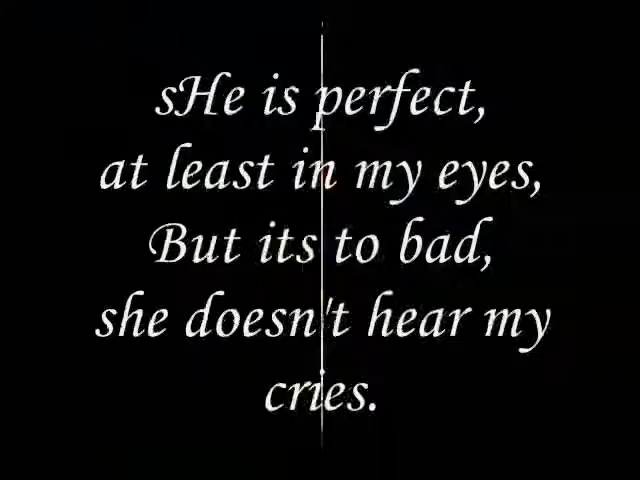 sHe is perfect,
at least in my eyes,
But its to bad,
she doesn't hear my
cries.